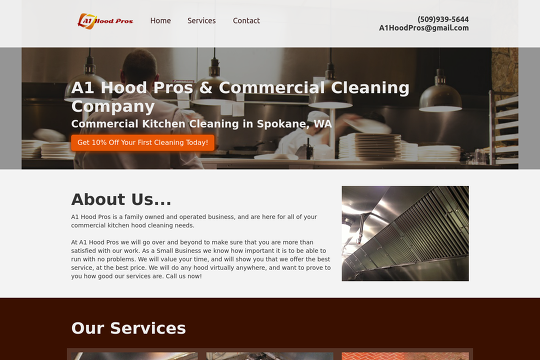 A1 Hood Pros
Home Services Contact
(509)939-5644
A1HoodPros@gmail.com
A1 Hood Pros & Commercial Cleaning
Company
Commercial Kitchen Cleaning in Spokane, WA
Get 10% Off Your First Cleaning Today!
About Us...
A1 Hood Pros is a family owned and operated business, and are here for all of your
commercial kitchen hood cleaning needs.
At A1 Hood Pros we will go over and beyond to make sure that you are more than
satisfied with our work. As a Small Business we know how important it is to be able to
run with no problems. We will value your time, and will show you that we offer the best
service, at the best price. We will do any hood virtually anywhere, and want to prove to
you how good our services are. Call us now!
Our Services